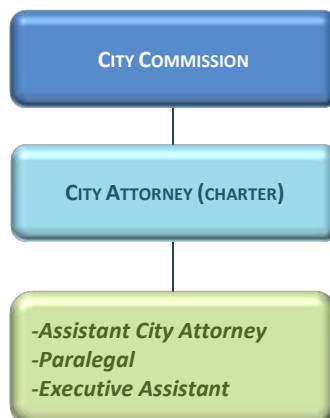 CITY COMMISSION
CITY ATTORNEY (CHARTER)
-Assistant City Attorney
-Paralegal
-Executive Assistant